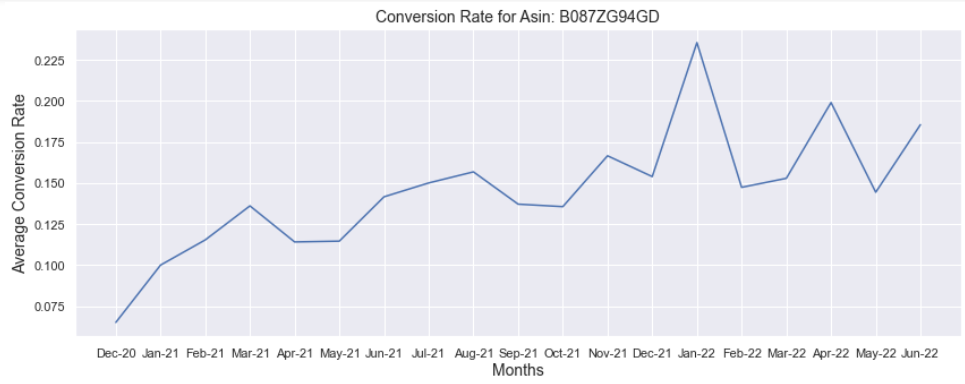 Conversion Rate for Asin: B087ZG94GD
Average Conversion Rate
0.225
0.200
0.175
0.150
0.125
0.100
0.075
Dec-20 Jan-21 Feb-21 Mar-21 Apr-21 May-21 Jun-21 Jul-21 Aug-21 Sep-21 Oct-21 Nov-21 Dec-21 Jan-22 Feb-22 Mar-22 Apr-22 May-22 Jun-22
Months